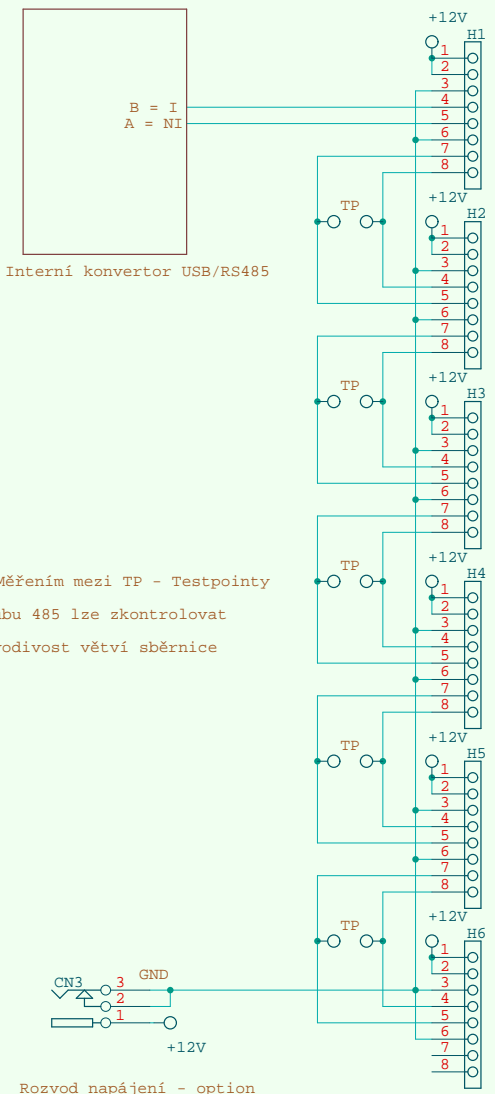 +12V
H1
1
2
3
B = I
4
A = NI
5
6
7
8
+12V
TP
H2
1
2
Interní konvertor USB/RS485
3
4
5
6
7
8
+12V
TP
H3
1
2
3
4
5
6
7
8
+12V
TP
H4
Měřením mezi TP - Testpointy
1
2
ubu 485 lze zkontrolovat
3
4
odivost větví sběrnice
5
6
7
8
+12V
TP
H5
1
2
3
4
5
6
7
8
+12V
TP
H6
1
2
CN3
3
GND
3
2
4
1
5
+12V
6
7
8
Rozvod napájení - option